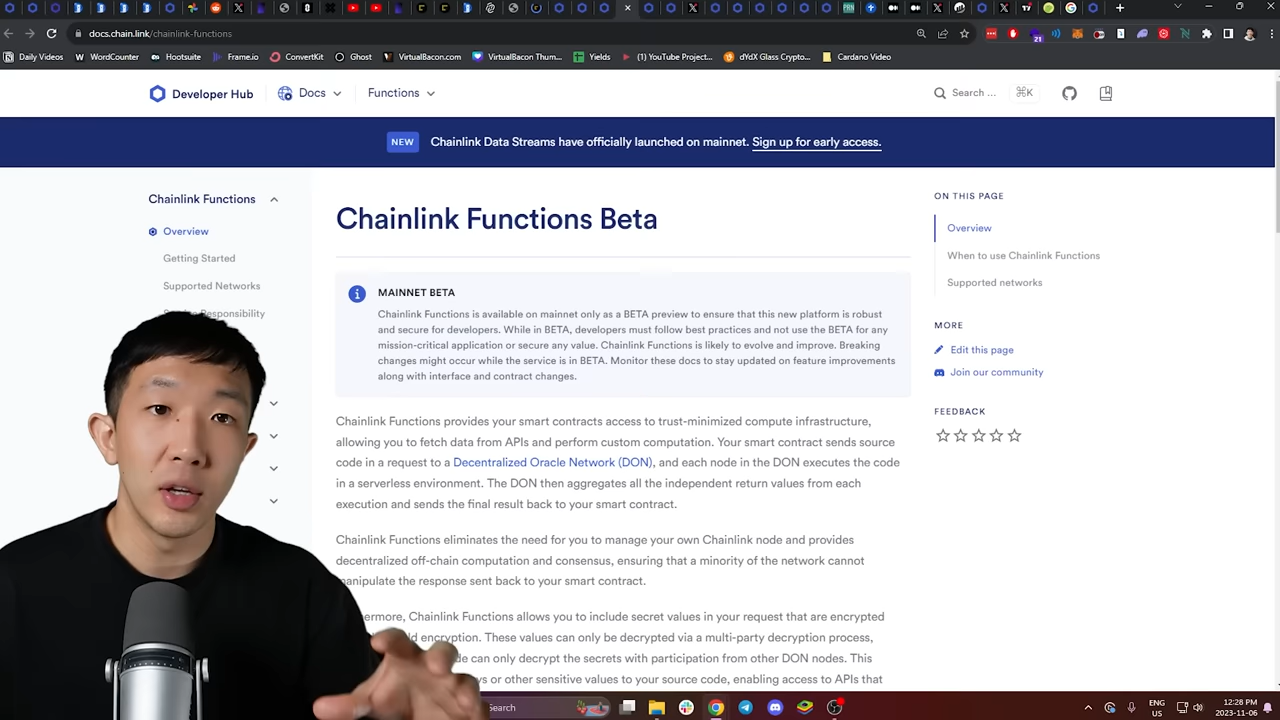 docs.chain.link/chainlink-functions
21
Daily Videos
WordCounter
Hootsuite
Frame.io
ConvertKit
Ghost
VirtualBacon.com
VirtualBacon Thum...
Yields
(1) YouTube Project...
dYdX Glass Crypto...
Cardano Video
Developer Hub
Docs
Functions
Search ...
⌘K
NEW
Chainlink Data Streams have officially launched on mainnet. Sign up for early access.
Chainlink Functions
Overview
Getting Started
Supported Networks
Responsibility
Chainlink Functions Beta
MAINNET BETA
Chainlink Functions is available on mainnet only as a BETA preview to ensure that this new platform is robust
and secure for developers. While in BETA, developers must follow best practices and not use the BETA for any
mission-critical application or secure any value. Chainlink Functions is likely to evolve and improve. Breaking
changes might occur while the service is in BETA. Monitor these docs to stay updated on feature improvements
along with interface and contract changes.
Chainlink Functions provides your smart contracts access to trust-minimized compute infrastructure,
allowing you to fetch data from APIs and perform custom computation. Your smart contract sends source
code in a request to a Decentralized Oracle Network (DON), and each node in the DON executes the code
in a serverless environment. The DON then aggregates all the independent return values from each
execution and sends the final result back to your smart contract.
Chainlink Functions eliminates the need for you to manage your own Chainlink node and provides
decentralized off-chain computation and consensus, ensuring that a minority of the network cannot
manipulate the response sent back to your smart contract.
ermore, Chainlink Functions allows you to include secret values in your request that are encrypted
encryption. These values can only be decrypted via a multi-party decryption process,
de can only decrypt the secrets with participation from other DON nodes. This
ys or other sensitive values to your source code, enabling access to APIs that
ON THIS PAGE
Overview
When to use Chainlink Functions
Supported networks
MORE
Edit this page
Join our community
FEEDBACK
Search
ENG
US
12:28 PM
2023-11-06